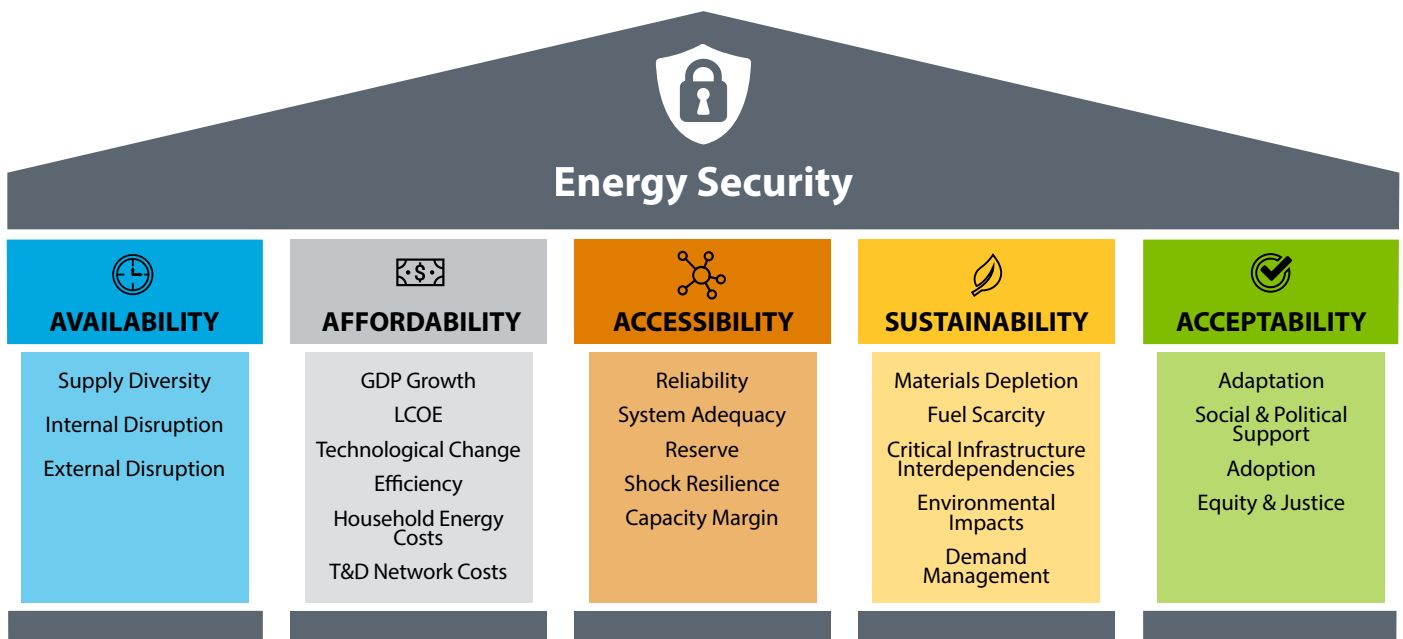 Energy Security
AVAILABILITY
Supply Diversity
Internal Disruption
External Disruption
$
AFFORDABILITY
GDP Growth
LCOE
Technological Change
Efficiency
Household Energy
Costs
T&D Network Costs
ACCESSIBILITY
Reliability
System Adequacy
Reserve
Shock Resilience
Capacity Margin
SUSTAINABILITY
Materials Depletion
Fuel Scarcity
Critical Infrastructure
Interdependencies
Environmental
Impacts
Demand
Management
ACCEPTABILITY
Adaptation
Social & Political
Support
Adoption
Equity & Justice